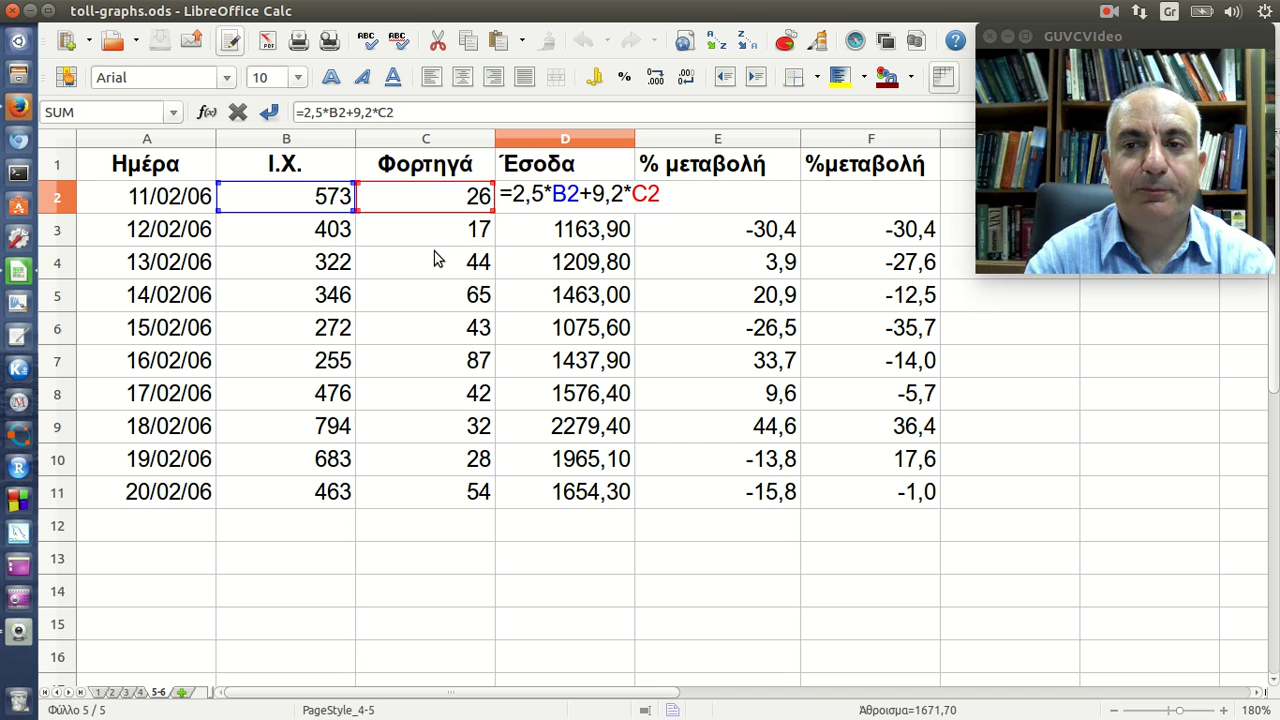 toll-graphs.ods - LibreOffice Calc
Gr
GUVCVIdeo
Arial 10
SUM =2,5*B2+9,2*C2
A B C D E F
1 Ημέρα Ι.Χ. Φορτηγά Έσοδα % μεταβολή %μεταβολή
2 11/02/06 573 26 =2,5*B2+9,2*C2
3 12/02/06 403 17 1163,90 -30,4 -30,4
4 13/02/06 322 44 1209,80 3,9 -27,6
5 14/02/06 346 65 1463,00 20,9 -12,5
6 15/02/06 272 43 1075,60 -26,5 -35,7
7 16/02/06 255 87 1437,90 33,7 -14,0
8 17/02/06 476 42 1576,40 9,6 -5,7
9 18/02/06 794 32 2279,40 44,6 36,4
10 19/02/06 683 28 1965,10 -13,8 17,6
11 20/02/06 463 54 1654,30 -15,8 -1,0
12
13
14
15
16
1 2 3 4 5-6
Φύλλο 5 / 5 PageStyle_4-5 Άθροισμα=1671,70 180%